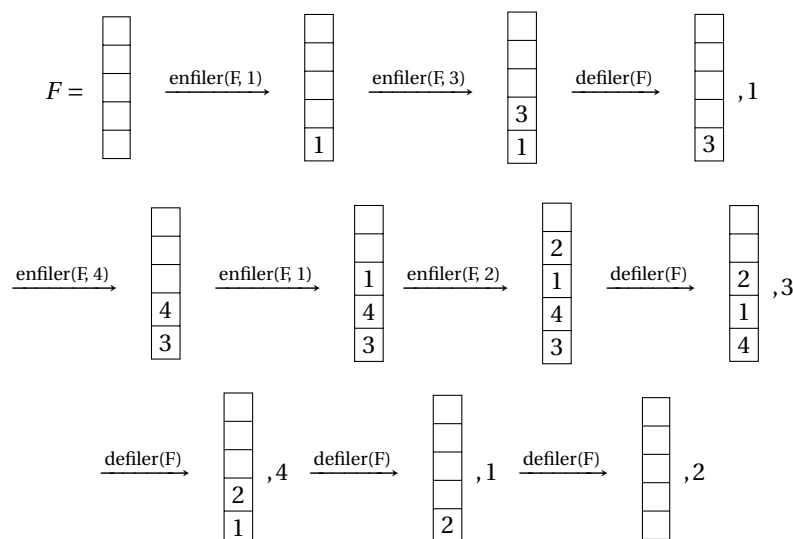 F = enfiler(F, 1) enfiler(F, 3) defiler(F) , 1
3
1 1 3
enfiler(F, 4) enfiler(F, 1) enfiler(F, 2) defiler(F) , 3
2
1 1 2
4 4 4 1
3 3 3 4
defiler(F) , 4 defiler(F) , 1 defiler(F) , 2
2
1 2